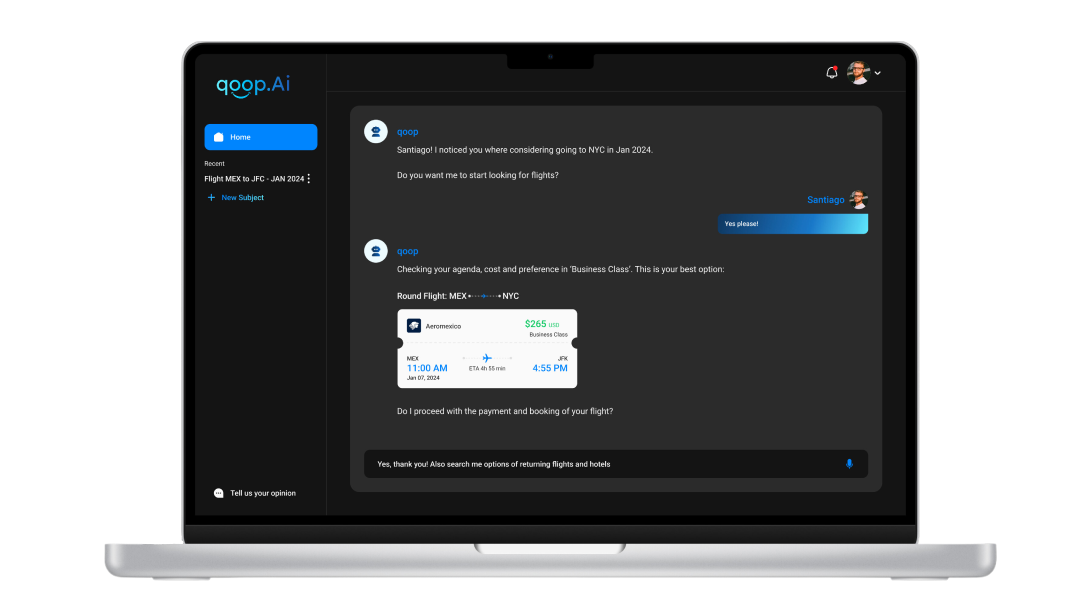 qoop.Ai
Home
Recent
Flight MEX to JFC - JAN 2024
New Subject
Tell us your opinion
qoop
Santiago! I noticed you where considering going to NYC in Jan 2024.
Do you want me to start looking for flights?
Santiago
Yes please!
qoop
Checking your agenda, cost and preference in 'Business Class'. This is your best option:
Round Flight: MEX NYC
Aeromexico
$265 USD
Business Class
MEX
JFK
11:00 AM
ETA 4h 55 min
4:55 PM
Jan 07, 2024
Do I proceed with the payment and booking of your flight?
Yes, thank you! Also search me options of returning flights and hotels